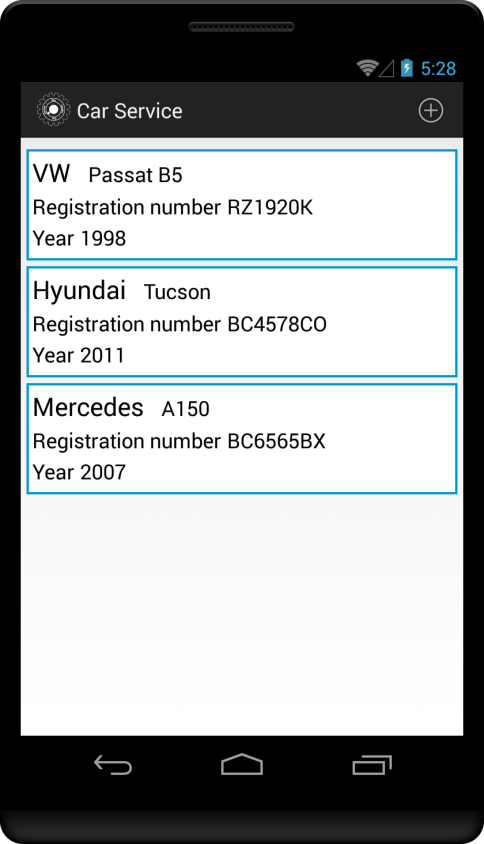 5:28
Car Service
VW Passat B5
Registration number RZ1920K
Year 1998
Hyundai Tucson
Registration number BC4578CO
Year 2011
Mercedes A150
Registration number BC6565BX
Year 2007